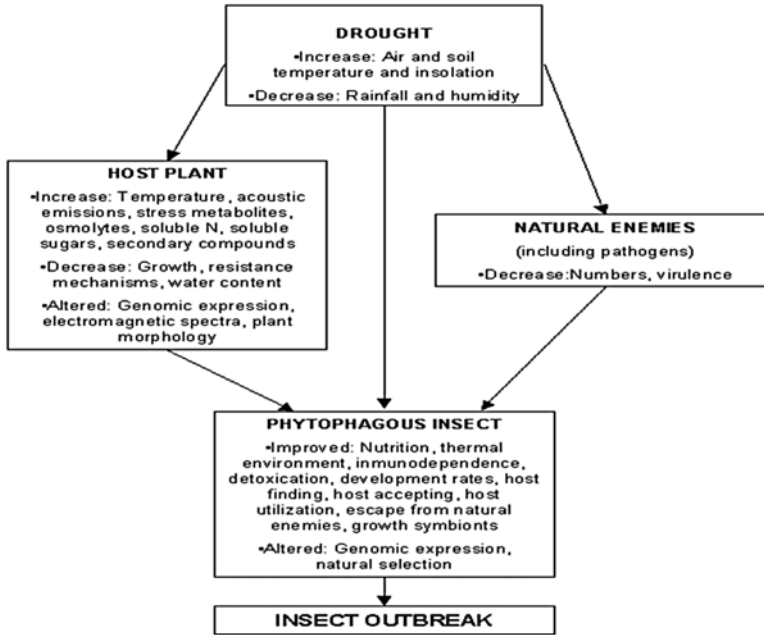 DROUGHT
•Increase: Air and soil
temperature and insolation
•Decrease: Rainfall and humidity
HOST PLANT
•Increase: Temperature, acoustic
emissions, stress metabolites,
osmolytes, soluble N, soluble
sugars, secondary compounds
•Decrease: Growth, resistance
mechanisms, water content
•Altered: Genomic expression,
electromagnetic spectra, plant
morphology
NATURAL ENEMIES
(including pathogens)
•Decrease:Numbers, virulence
PHYTOPHAGOUS INSECT
•Improved: Nutrition, thermal
environment, inmunodependence,
detoxication, development rates, host
finding, host accepting, host
utilization, escape from natural
enemies, growth symbionts
•Altered: Genomic expression,
natural selection
INSECT OUTBREAK